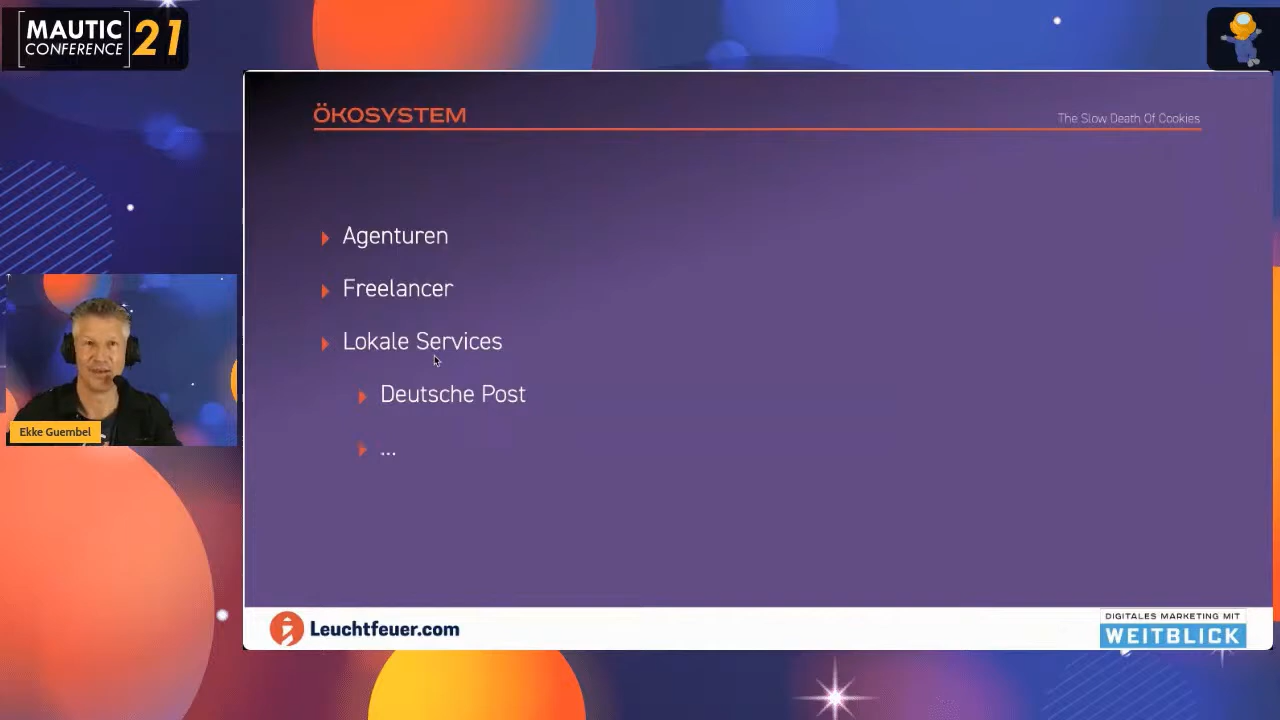 MAUTIC
CONFERENCE
21
ÖKOSYSTEM
The Slow Death Of Cookies
Agenturen
Freelancer
Lokale Services
Deutsche Post
...
Ekke Guembel
Leuchtfeuer.com
DIGITALES MARKETING MIT
WEITBLICK